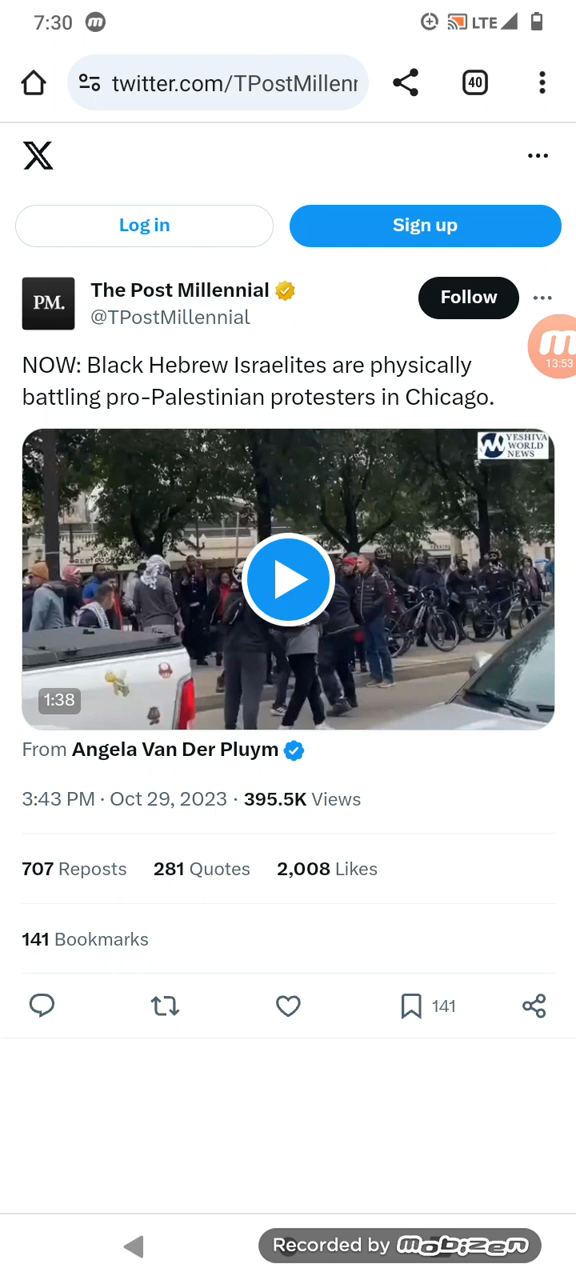 7:30 m LTE
twitter.com/TPostMillenr 40
X
Log in Sign up
PM. The Post Millennial Follow
@TPostMillennial
13:53
NOW: Black Hebrew Israelites are physically
battling pro-Palestinian protesters in Chicago.
YESHIVA
WORLD
NEWS
1:38
From Angela Van Der Pluym
3:43 PM · Oct 29, 2023 · 395.5K Views
707 Reposts 281 Quotes 2,008 Likes
141 Bookmarks
141
Recorded by mobizen